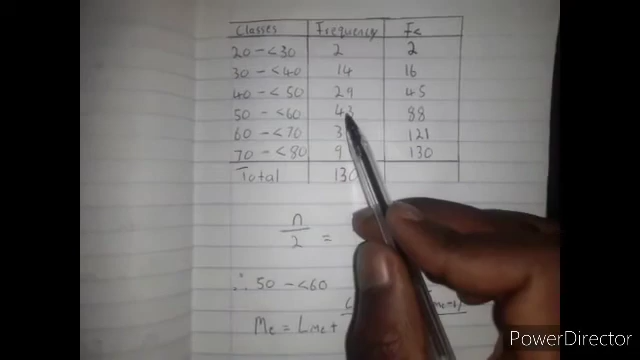 Classes Frequency F<
20 - <30 2 2
30 - <40 14 16
40 - <50 29 45
50 - <60 43 88
60 - <70 3 121
70 - <80 9 130
Total 130
n
2 =
∴ 50 - <60
Me = LMe +
PowerDirector